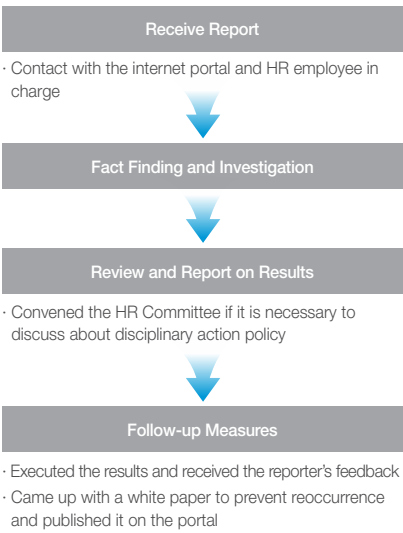 Receive Report
· Contact with the internet portal and HR employee in
charge
Fact Finding and Investigation
Review and Report on Results
· Convened the HR Committee if it is necessary to
discuss about disciplinary action policy
Follow-up Measures
· Executed the results and received the reporter's feedback
· Came up with a white paper to prevent reoccurrence
and published it on the portal